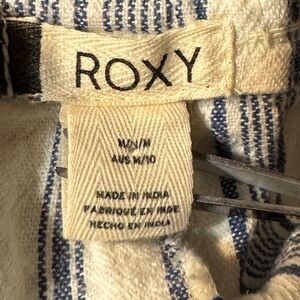 ROXY
M/M/M
AUS M/10
MADE IN INDIA
FABRIQUÉ EN INDE
HECHO EN INDIA